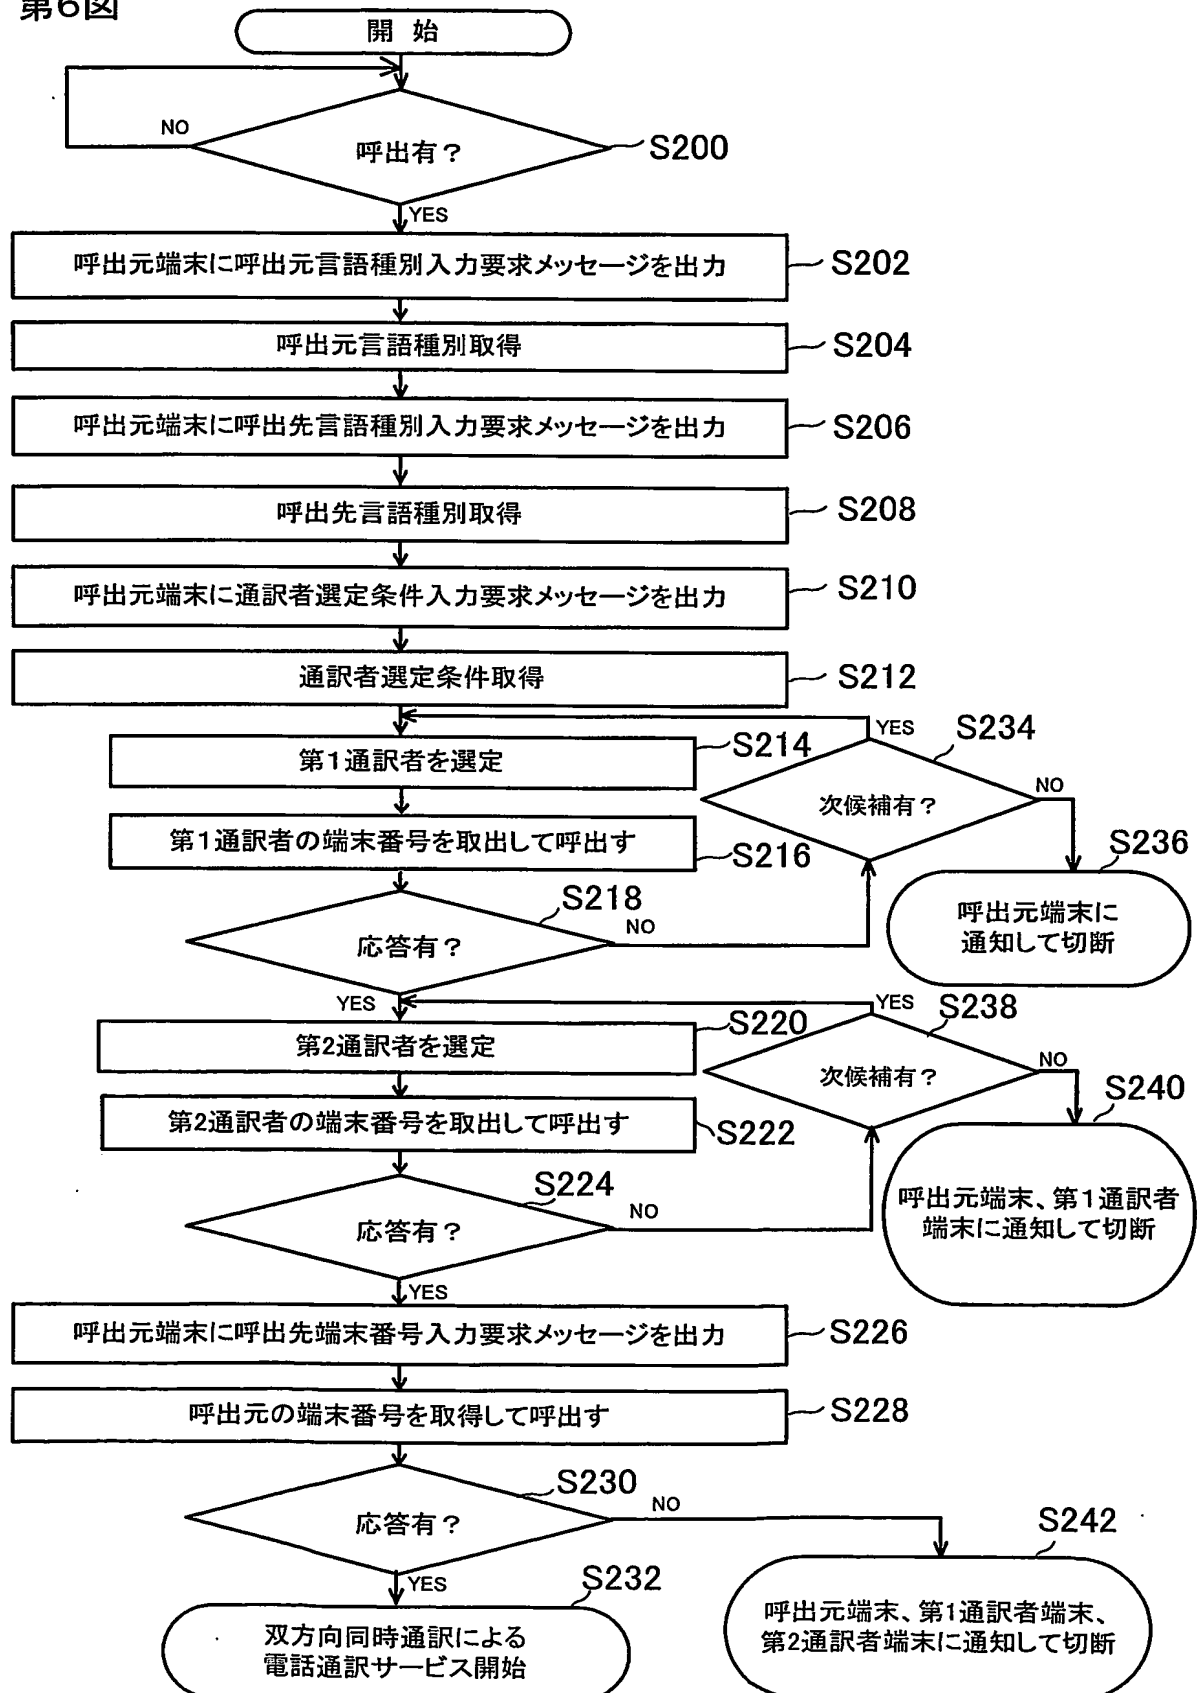 第6図
開 始
NO
呼出有？
S200
YES
呼出元端末に呼出元言語種別入力要求メッセージを出力
S202
呼出元言語種別取得
S204
呼出元端末に呼出先言語種別入力要求メッセージを出力
S206
呼出先言語種別取得
S208
呼出元端末に通訳者選定条件入力要求メッセージを出力
S210
通訳者選定条件取得
S212
第1通訳者を選定
S214
YES
S234
次候補有？
NO
第1通訳者の端末番号を取出して呼出す
S216
S236
呼出元端末に
通知して切断
S218
応答有？
NO
YES
第2通訳者を選定
S220
YES
S238
次候補有？
NO
第2通訳者の端末番号を取出して呼出す
S222
S240
呼出元端末、第1通訳者
端末に通知して切断
S224
応答有？
NO
YES
呼出元端末に呼出先端末番号入力要求メッセージを出力
S226
呼出元の端末番号を取得して呼出す
S228
S230
応答有？
NO
YES
S242
呼出元端末、第1通訳者端末、
第2通訳者端末に通知して切断
S232
双方向同時通訳による
電話通訳サービス開始